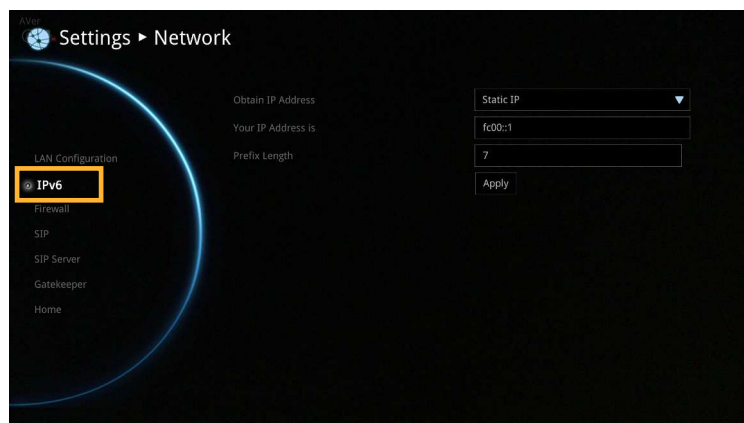 AVer
Settings ▸ Network
Obtain IP Address
Static IP
Your IP Address is
fc00::1
Prefix Length
7
Apply
LAN Configuration
IPv6
Firewall
SIP
SIP Server
Gatekeeper
Home